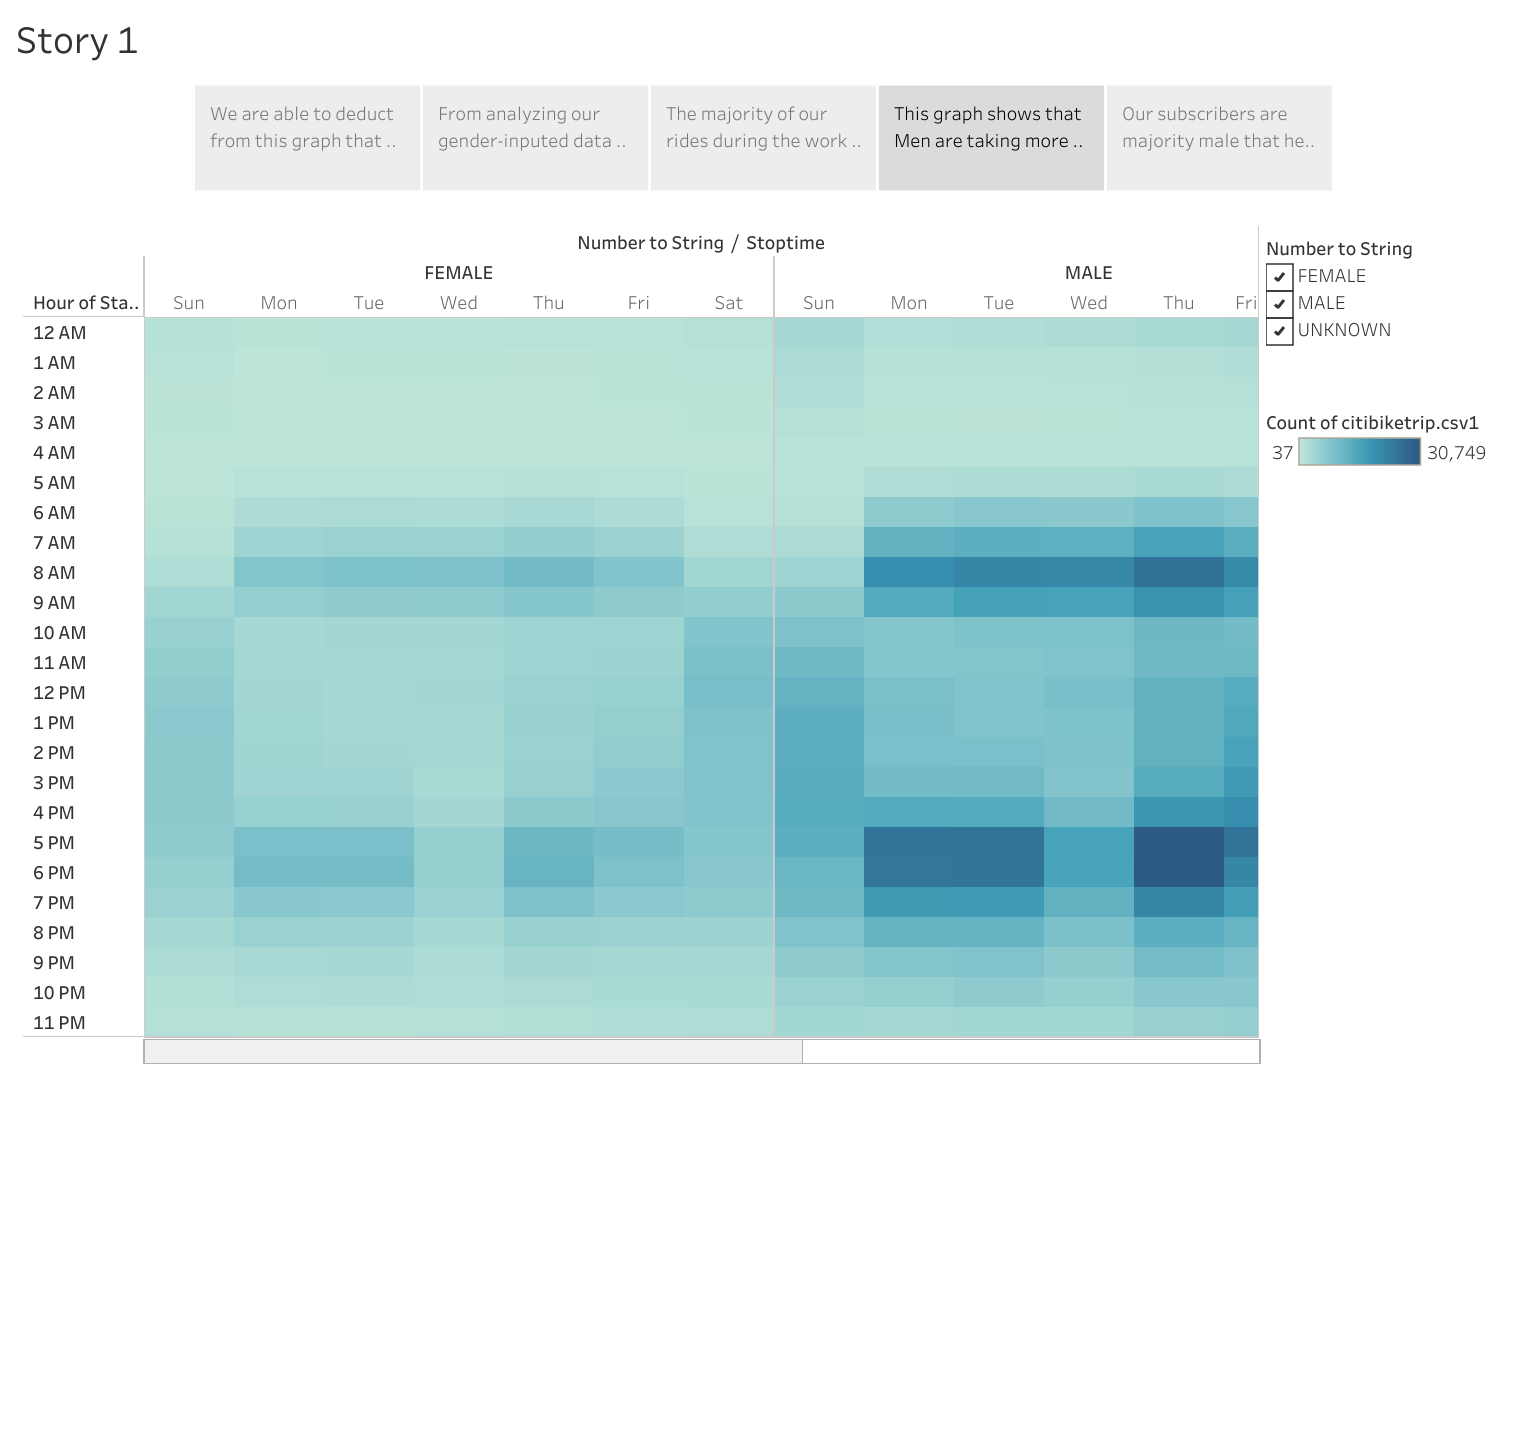 Story 1
We are able to deduct
from this graph that ..
From analyzing our
gender-inputed data ..
The majority of our
rides during the work ..
This graph shows that
Men are taking more ..
Our subscribers are
majority male that he..
Number to String / Stoptime
FEMALE MALE
Hour of Sta.. Sun Mon Tue Wed Thu Fri Sat Sun Mon Tue Wed Thu Fri
12 AM
1 AM
2 AM
3 AM
4 AM
5 AM
6 AM
7 AM
8 AM
9 AM
10 AM
11 AM
12 PM
1 PM
2 PM
3 PM
4 PM
5 PM
6 PM
7 PM
8 PM
9 PM
10 PM
11 PM
Number to String
FEMALE
MALE
UNKNOWN
Count of citibiketrip.csv1
37 30,749